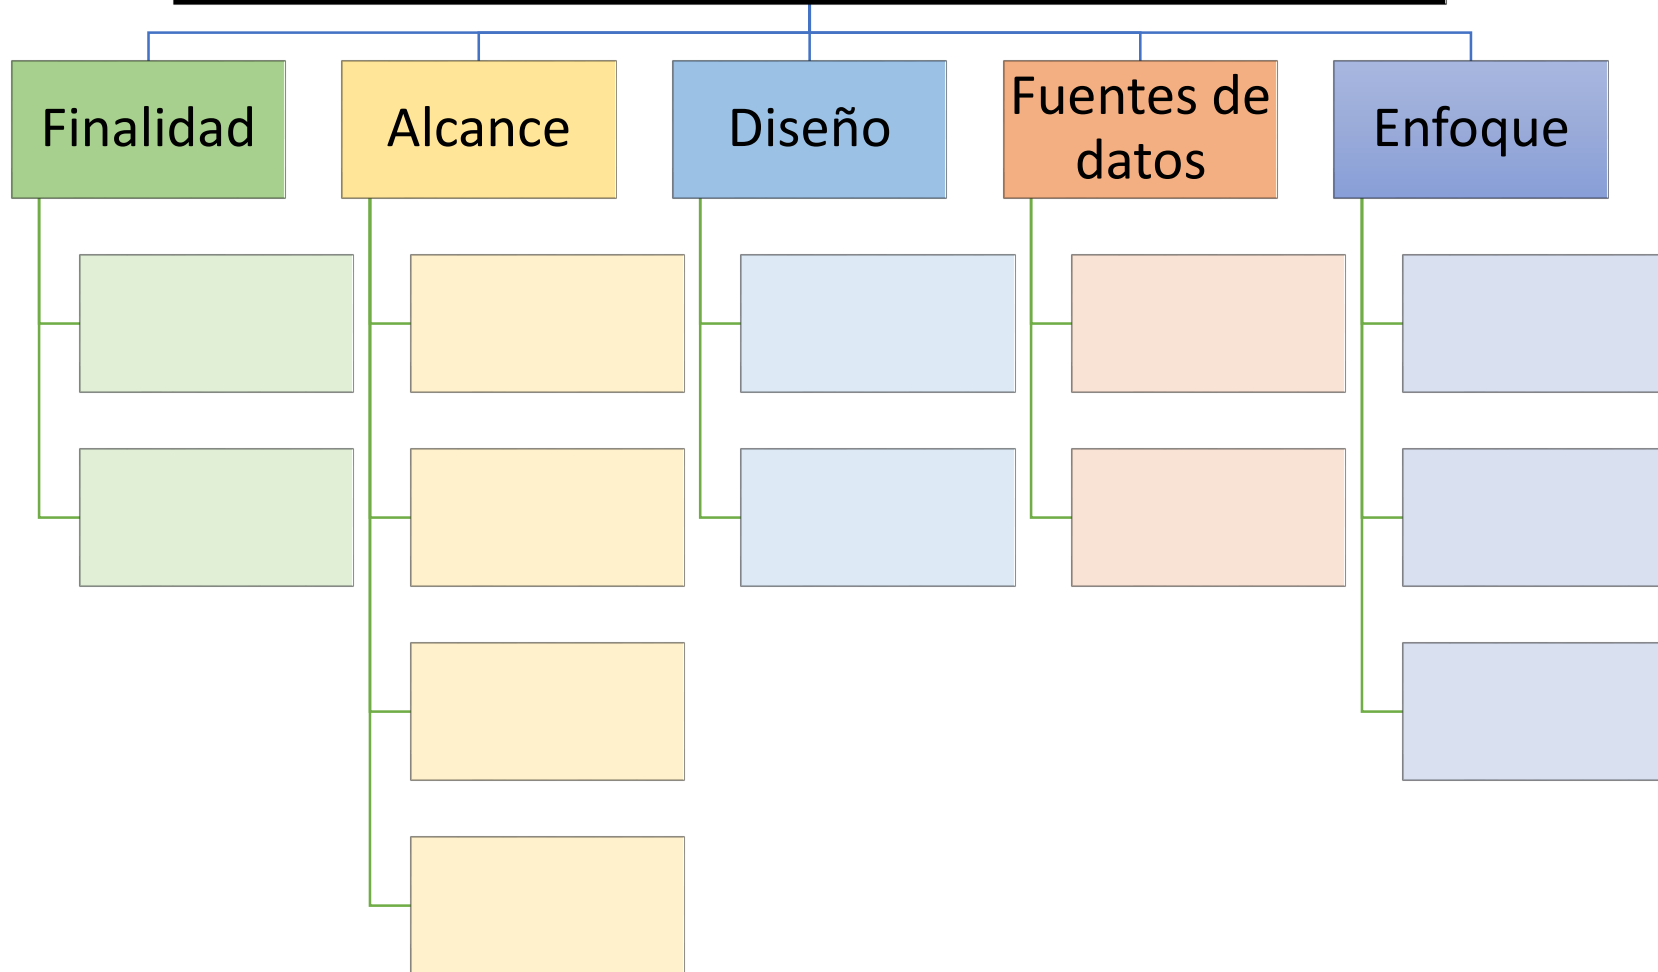 Finalidad
Alcance
Diseño
Fuentes de
datos
Enfoque